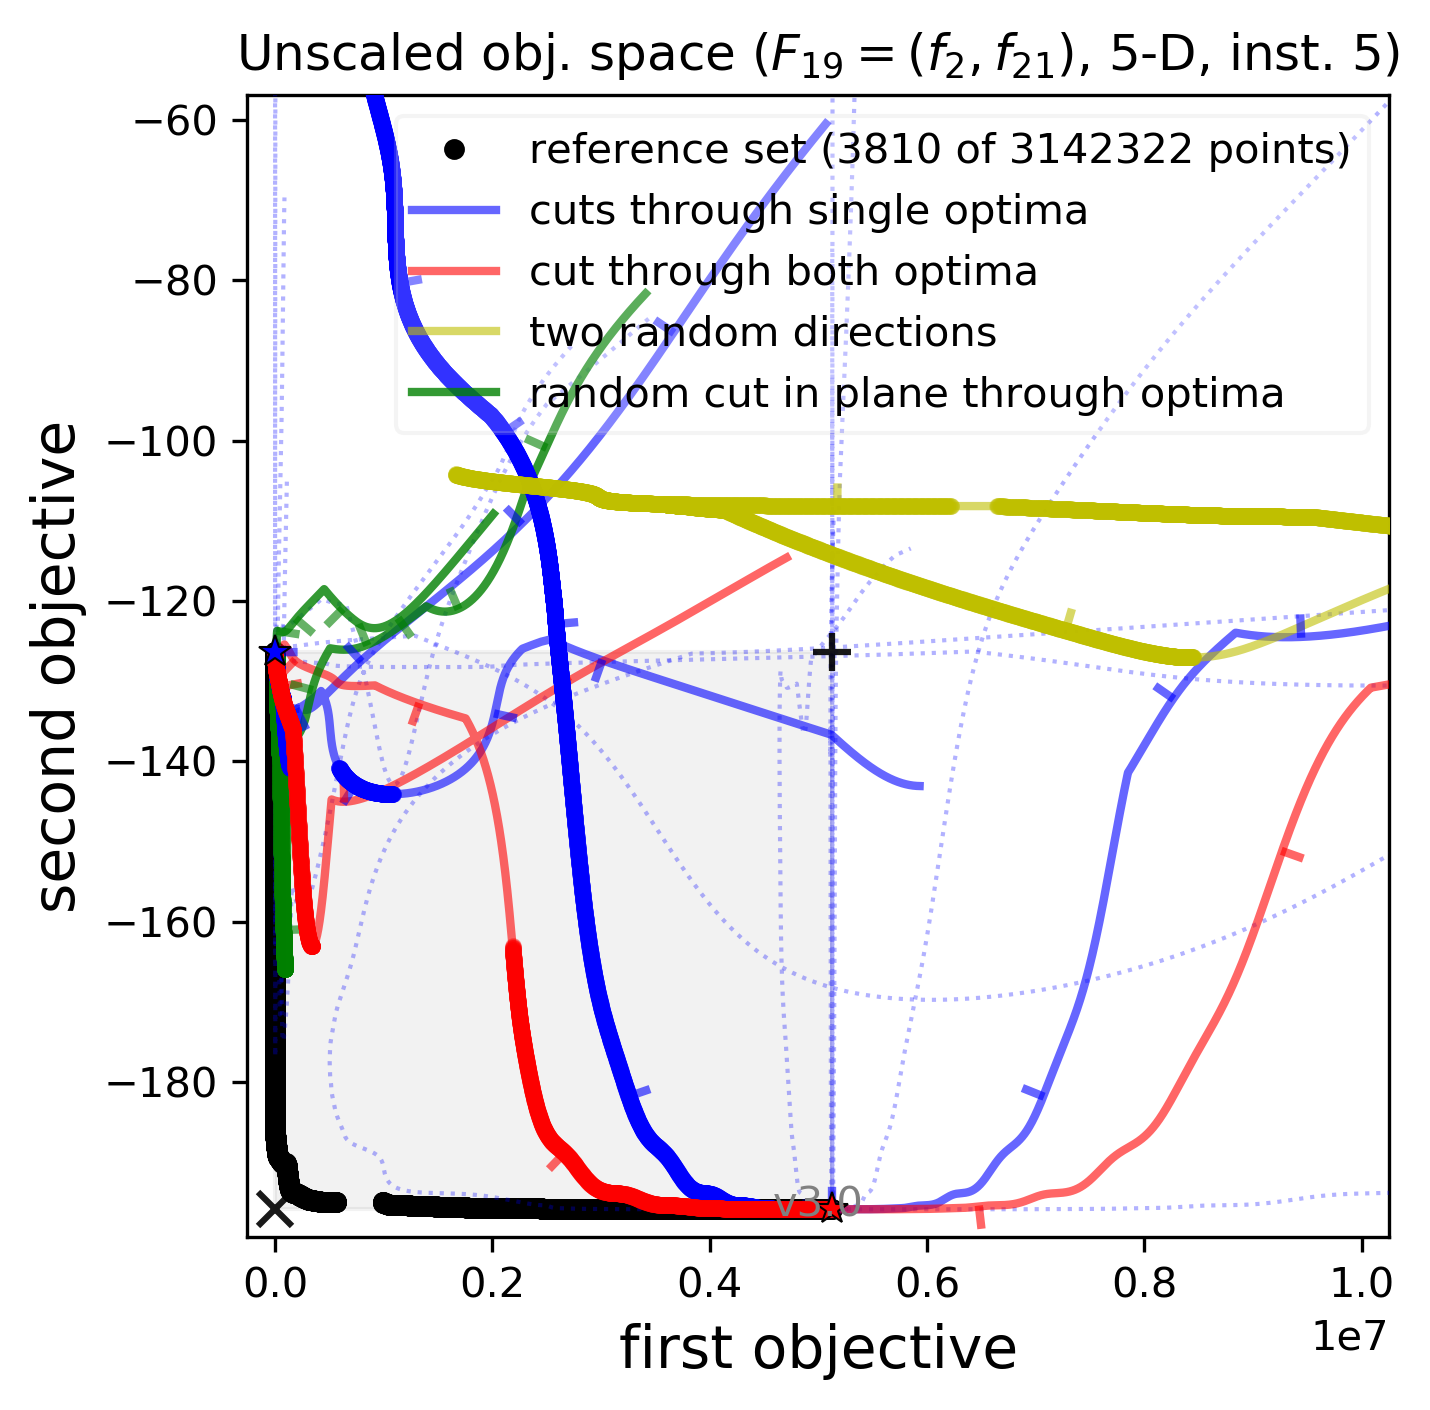 Unscaled obj. space (F₁₉ = (f₂, f₂₁), 5-D, inst. 5)
reference set (3810 of 3142322 points)
cuts through single optima
cut through both optima
two random directions
random cut in plane through optima
second objective
−60
−80
−100
−120
−140
−160
−180
v3.0
0.0 0.2 0.4 0.6 0.8 1.0
1e7
first objective